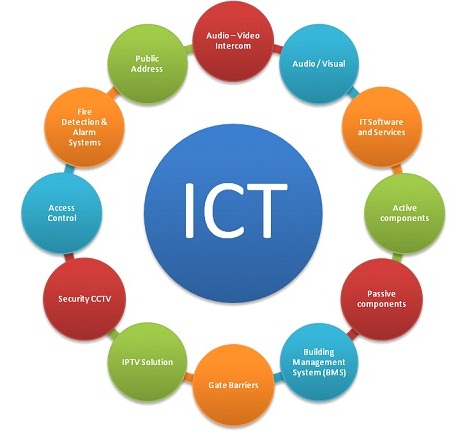 Audio – Video
Intercom
Audio / Visual
IT Software
and Services
Active
components
Passive
components
Building
Management
System (BMS)
Gate Barriers
IPTV Solution
Security CCTV
Access
Control
Fire
Detection &
Alarm
Systems
Public
Address
ICT